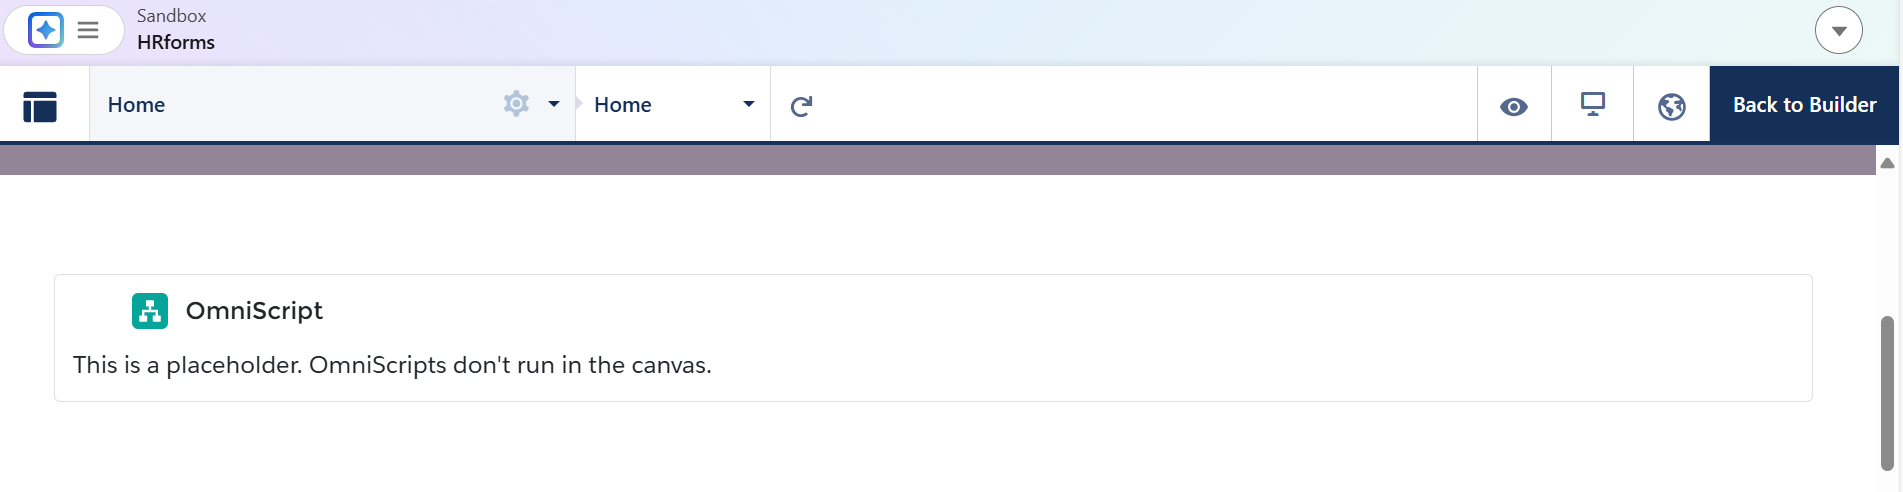 Sandbox
HRforms
Home
Home
Back to Builder
OmniScript
This is a placeholder. OmniScripts don't run in the canvas.